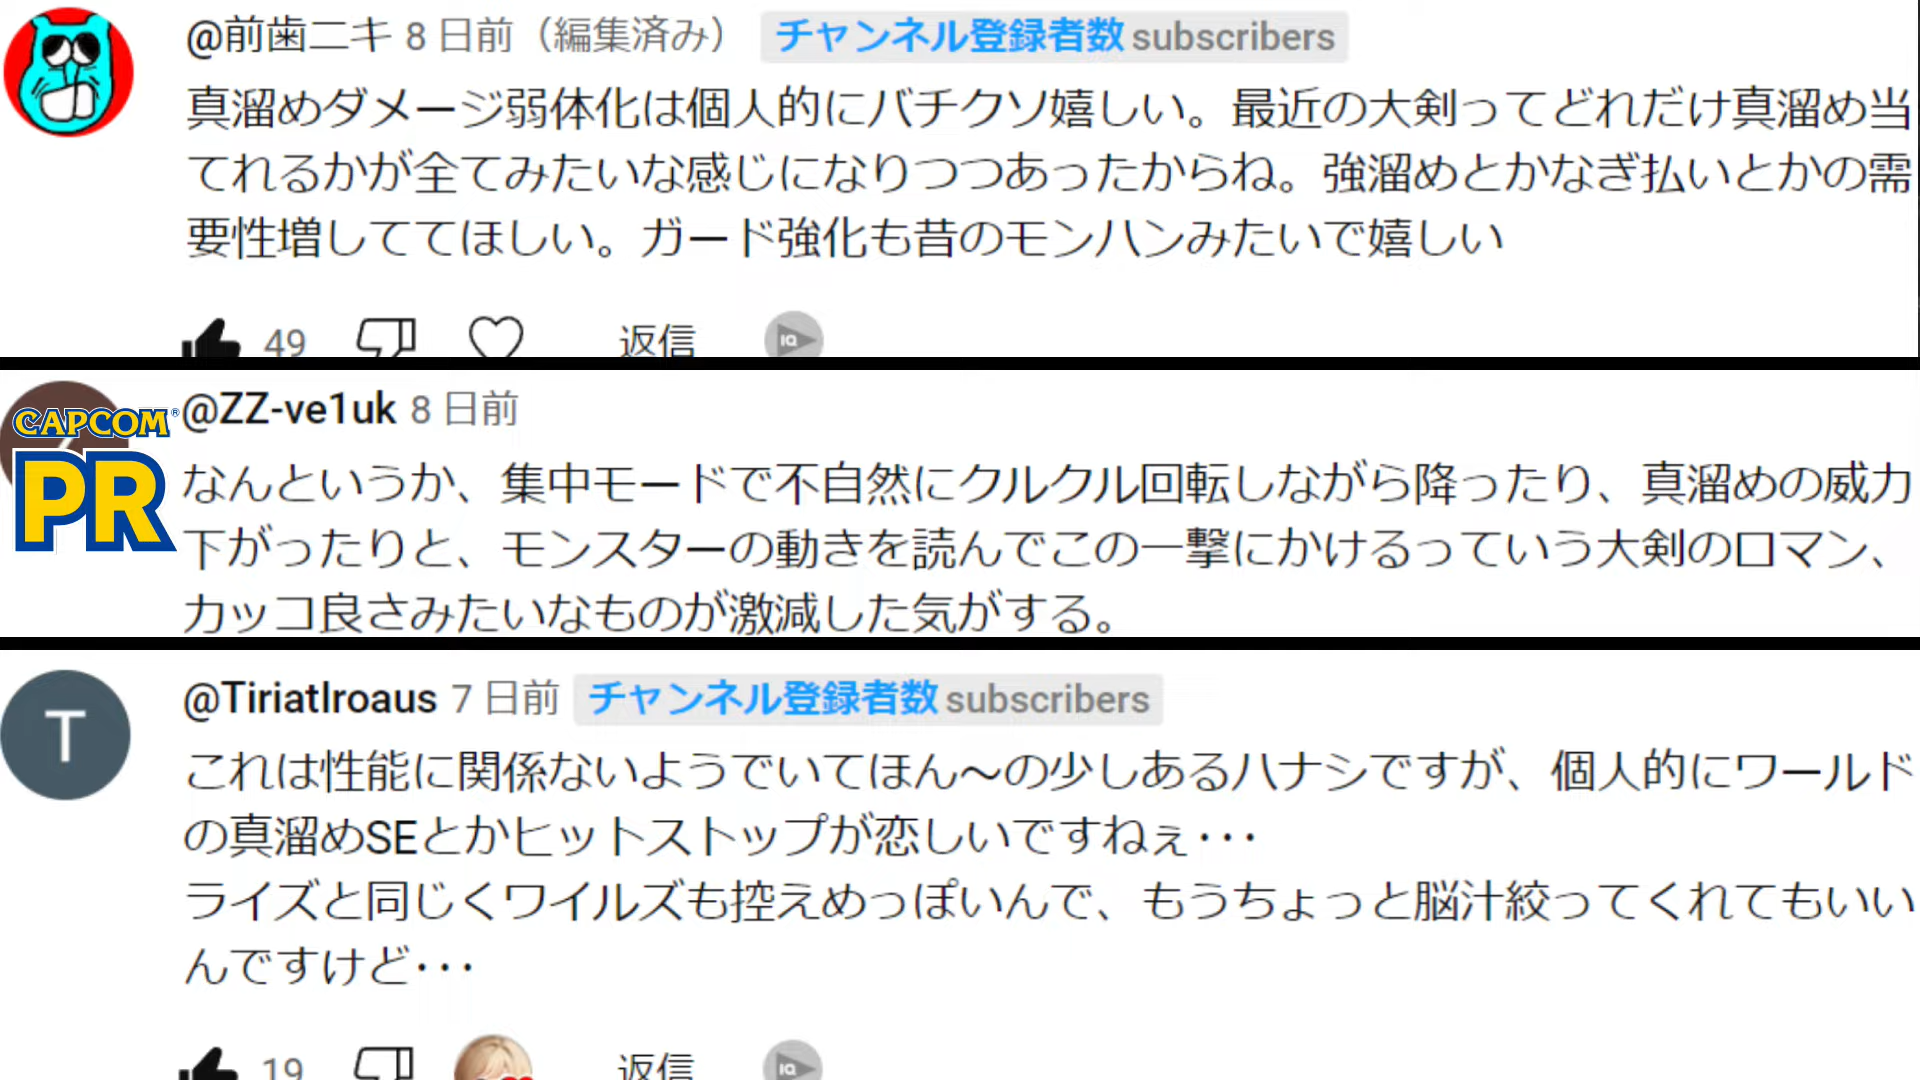 @前歯ニキ 8 日前（編集済み） チャンネル登録者数 subscribers
真溜めダメージ弱体化は個人的にバチクソ嬉しい。最近の大剣ってどれだけ真溜め当
てれるかが全てみたいな感じになりつつあったからね。強溜めとかなぎ払いとかの需
要性増しててほしい。ガード強化も昔のモンハンみたいで嬉しい
49 返信 IQ
CAPCOM® @ZZ-ve1uk 8 日前
PR
なんというか、集中モードで不自然にクルクル回転しながら降ったり、真溜めの威力
下がったりと、モンスターの動きを読んでこの一撃にかけるっていう大剣のロマン、
カッコ良さみたいなものが激減した気がする。
T @TiriatIroaus 7 日前 チャンネル登録者数 subscribers
これは性能に関係ないようでいてほん〜の少しあるハナシですが、個人的にワールド
の真溜めSEとかヒットストップが恋しいですねぇ･･･
ライズと同じくワイルズも控えめっぽいんで、もうちょっと脳汁絞ってくれてもいい
んですけど･･･
19 返信 IQ